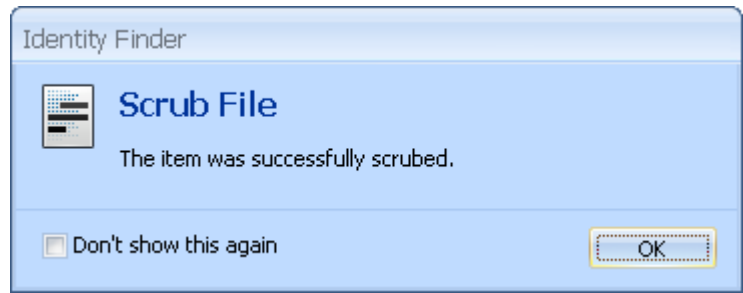 Identity Finder
Scrub File
The item was successfully scrubed.
Don't show this again
OK